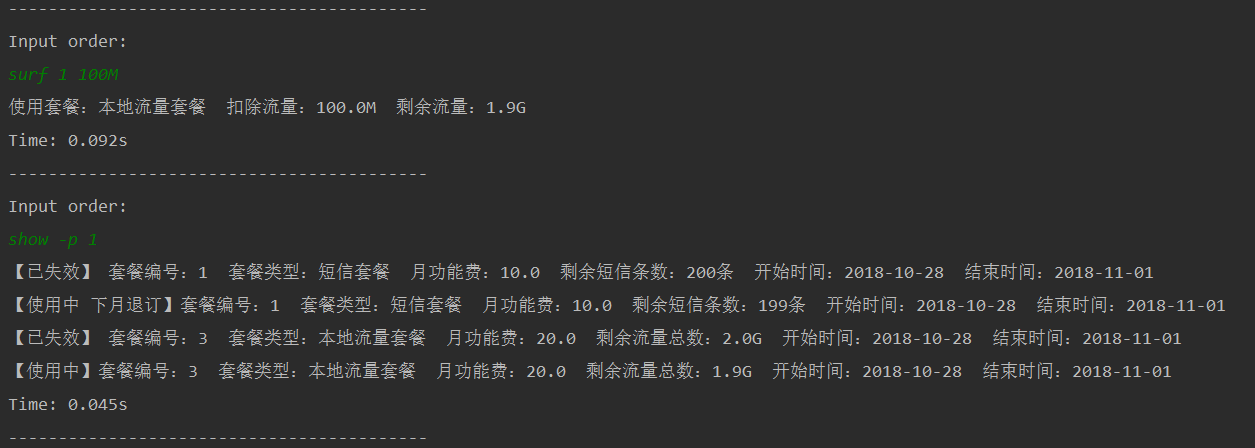 ------------------------------------------
Input order:
surf 1 100M
使用套餐：本地流量套餐  扣除流量：100.0M  剩余流量：1.9G
Time: 0.092s
------------------------------------------
Input order:
show -p 1
【已失效】 套餐编号：1  套餐类型：短信套餐  月功能费：10.0  剩余短信条数：200条  开始时间：2018-10-28  结束时间：2018-11-01
【使用中 下月退订】套餐编号：1  套餐类型：短信套餐  月功能费：10.0  剩余短信条数：199条  开始时间：2018-10-28  结束时间：2018-11-01
【已失效】 套餐编号：3  套餐类型：本地流量套餐  月功能费：20.0  剩余流量总数：2.0G  开始时间：2018-10-28  结束时间：2018-11-01
【使用中】套餐编号：3  套餐类型：本地流量套餐  月功能费：20.0  剩余流量总数：1.9G  开始时间：2018-10-28  结束时间：2018-11-01
Time: 0.045s
------------------------------------------